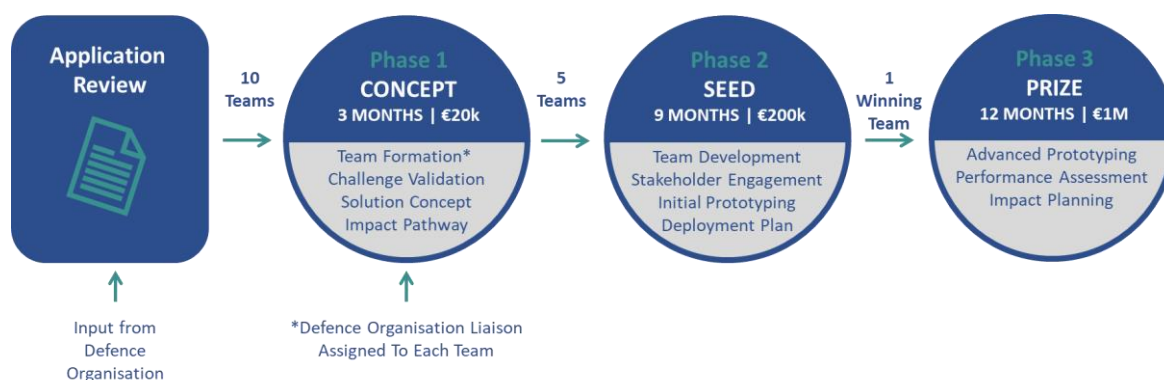 Application
Review
10
Teams
Phase 1
CONCEPT
3 MONTHS | €20k
Team Formation*
Challenge Validation
Solution Concept
Impact Pathway
5
Teams
Phase 2
SEED
9 MONTHS | €200k
Team Development
Stakeholder Engagement
Initial Prototyping
Deployment Plan
1
Winning
Team
Phase 3
PRIZE
12 MONTHS | €1M
Advanced Prototyping
Performance Assessment
Impact Planning
Input from
Defence
Organisation
*Defence Organisation Liaison
Assigned To Each Team